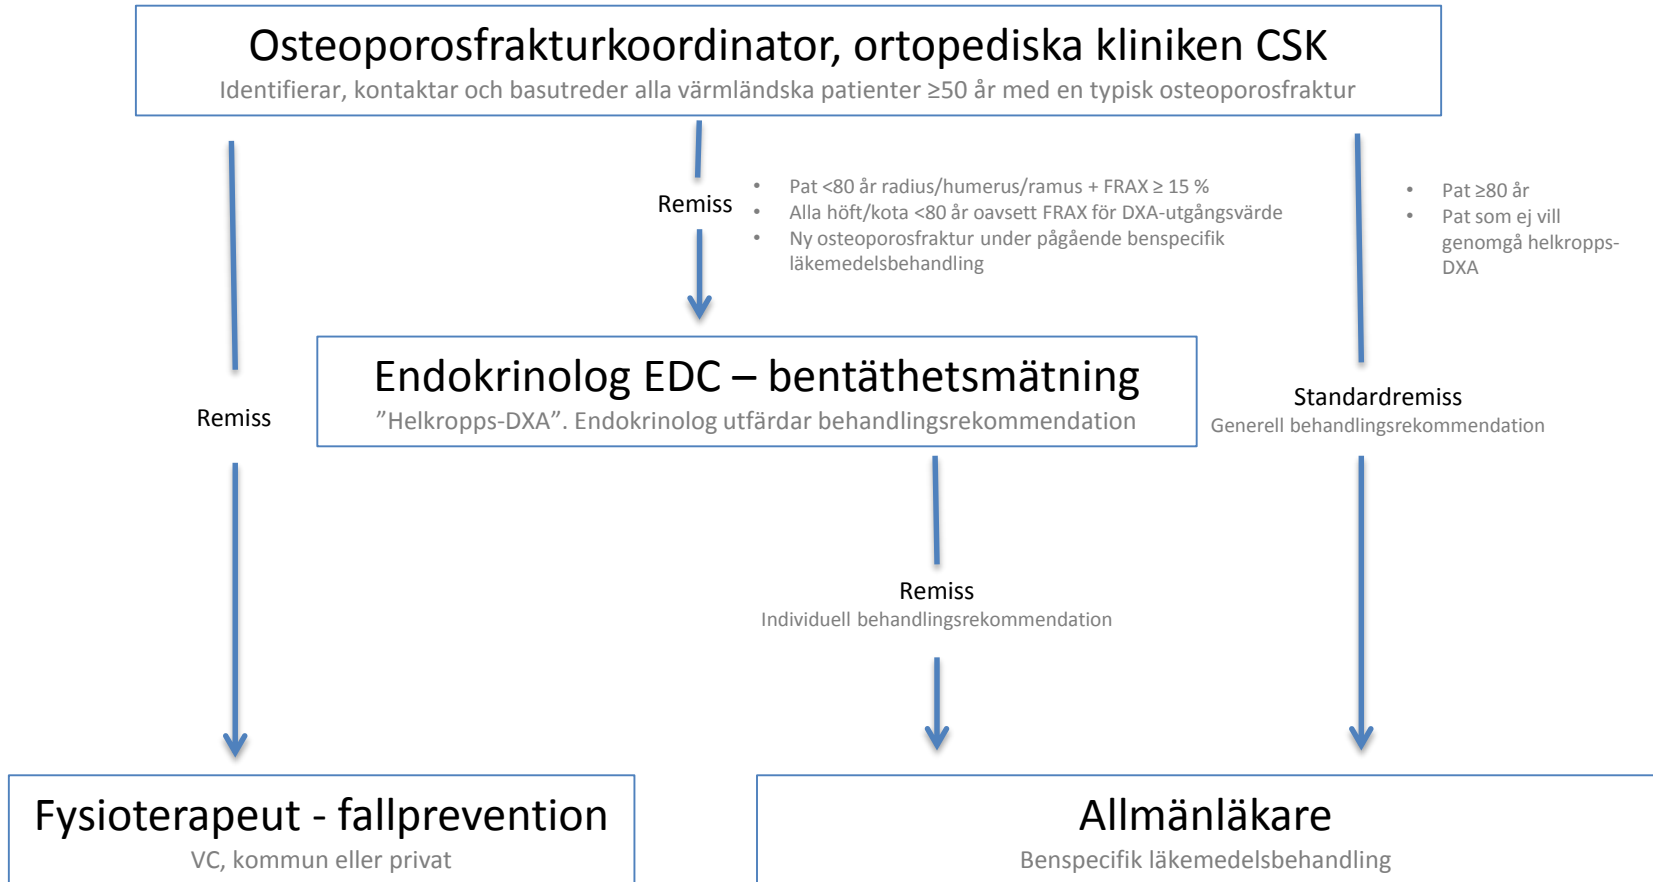 Osteoporosfrakturkoordinator, ortopediska kliniken CSK
Identifierar, kontaktar och basutreder alla värmländska patienter ≥50 år med en typisk osteoporosfraktur
Remiss
• Pat <80 år radius/humerus/ramus + FRAX ≥ 15 %
• Alla höft/kota <80 år oavsett FRAX för DXA-utgångsvärde
• Ny osteoporosfraktur under pågående benspecifik
läkemedelsbehandling
• Pat ≥80 år
• Pat som ej vill
genomgå helkropps-
DXA
Endokrinolog EDC – bentäthetsmätning
”Helkropps-DXA”. Endokrinolog utfärdar behandlingsrekommendation
Remiss
Standardremiss
Generell behandlingsrekommendation
Remiss
Individuell behandlingsrekommendation
Fysioterapeut - fallprevention
VC, kommun eller privat
Allmänläkare
Benspecifik läkemedelsbehandling